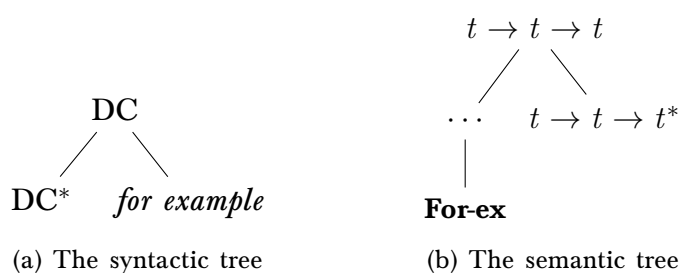 t → t → t
DC
⋯ t → t → t*
DC* for example
For-ex
(a) The syntactic tree (b) The semantic tree